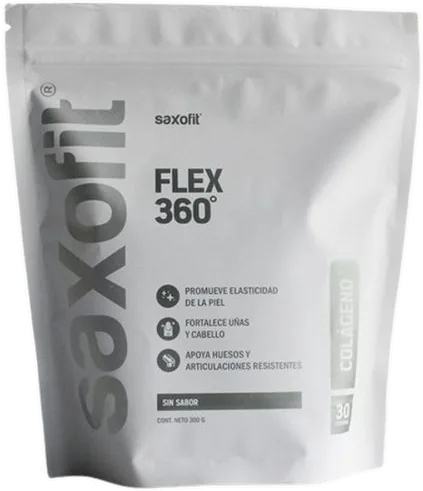 saxofit®
saxofit®
FLEX
360°
PROMUEVE ELASTICIDAD
DE LA PIEL
FORTALECE UÑAS
Y CABELLO
APOYA HUESOS Y
ARTICULACIONES RESISTENTES
SIN SABOR
CONT. NETO 300 G
COLÁGENO
30